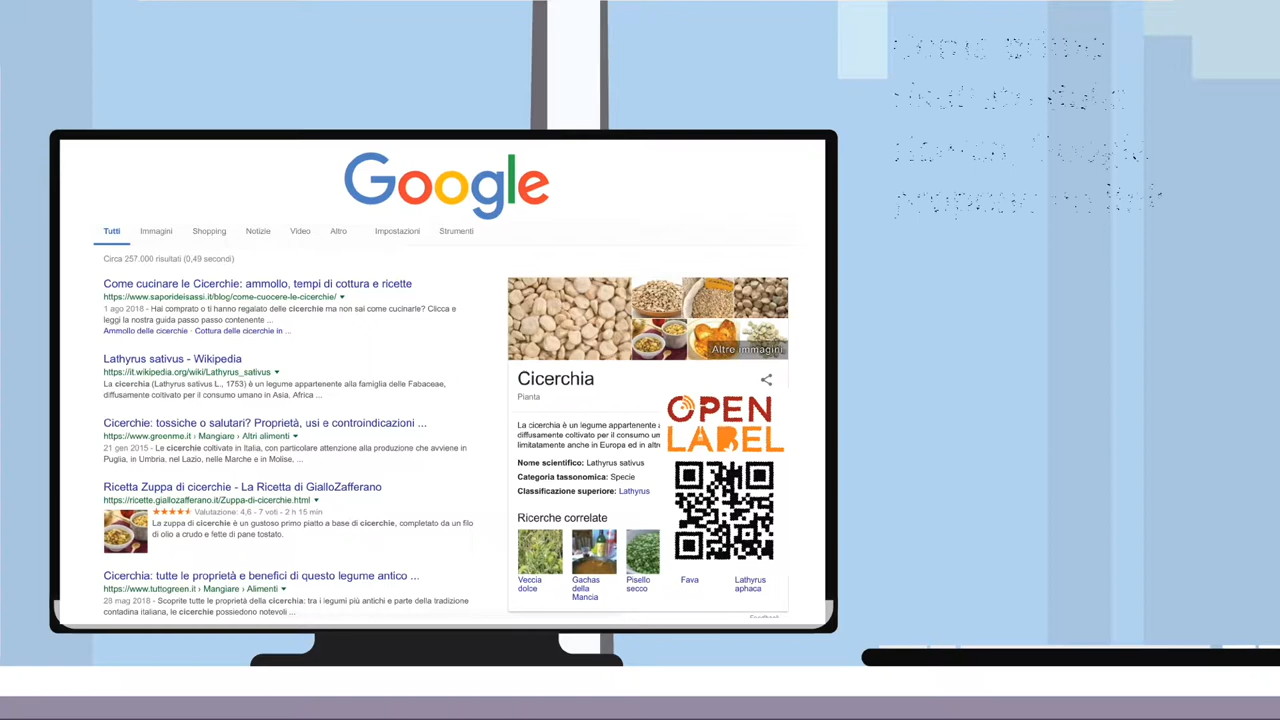 Google
Tutti Immagini Shopping Notizie Video Altro Impostazioni Strumenti
Circa 257.000 risultati (0,49 secondi)
Come cucinare le Cicerchie: ammollo, tempi di cottura e ricette
https://www.saporideisassi.it/blog/come-cuocere-le-cicerchie/
1 ago 2018 - Hai comprato o ti hanno regalato delle cicerchie ma non sai come cucinarle? Clicca e
leggi la nostra guida passo passo contenente ...
Ammollo delle cicerchie · Cottura delle cicerchie in ...
Lathyrus sativus - Wikipedia
https://it.wikipedia.org/wiki/Lathyrus_sativus
La cicerchia (Lathyrus sativus L., 1753) è un legume appartenente alla famiglia delle Fabaceae,
diffusamente coltivato per il consumo umano in Asia, Africa ...
Cicerchie: tossiche o salutari? Proprietà, usi e controindicazioni ...
https://www.greenme.it › Mangiare › Altri alimenti
21 gen 2015 - Le cicerchie coltivate in Italia, con particolare attenzione alla produzione che avviene in
Puglia, in Umbria, nel Lazio, nelle Marche e in Molise, ...
Ricetta Zuppa di cicerchie - La Ricetta di GialloZafferano
https://ricette.giallozafferano.it/Zuppa-di-cicerchie.html
Valutazione: 4,6 - 7 voti - 2 h 15 min
La zuppa di cicerchie è un gustoso primo piatto a base di cicerchie, completato da un filo
di olio a crudo e fette di pane tostato.
Cicerchia: tutte le proprietà e benefici di questo legume antico ...
https://www.tuttogreen.it › Mangiare › Alimenti
28 mag 2018 - Scoprite tutte le proprietà della cicerchia: tra i legumi più antichi e parte della tradizione
contadina italiana, le cicerchie possiedono notevoli ...
Altre immagini
Cicerchia
Pianta
La cicerchia è un legume appartenente
diffusamente coltivato per il consumo
limitatamente anche in Europa ed in
Nome scientifico: Lathyrus sativus
Categoria tassonomica: Specie
Classificazione superiore: Lathyrus
Ricerche correlate
Veccia dolce
Gachas della Mancia
Pisello secco
Fava
Lathyrus aphaca
OPEN
LABEL